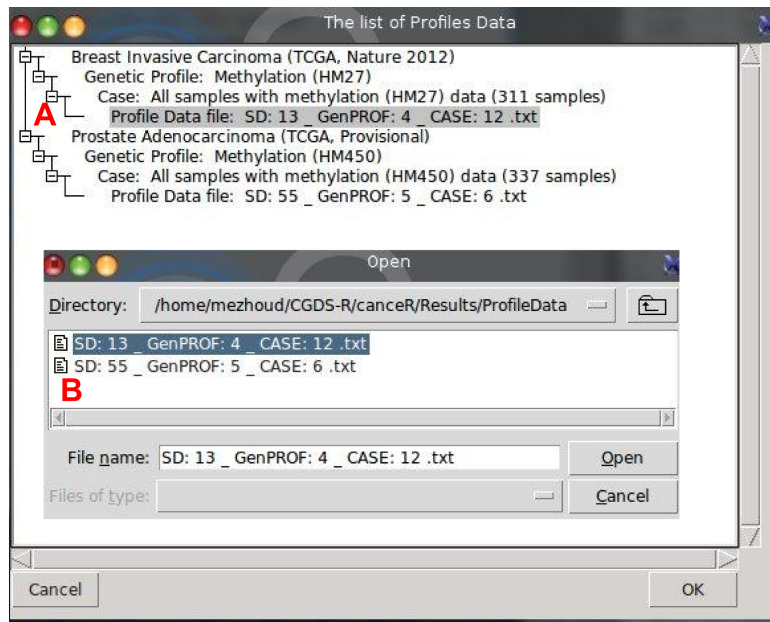 The list of Profiles Data
Breast Invasive Carcinoma (TCGA, Nature 2012)
Genetic Profile: Methylation (HM27)
Case: All samples with methylation (HM27) data (311 samples)
A
Profile Data file: SD: 13 _ GenPROF: 4 _ CASE: 12 .txt
Prostate Adenocarcinoma (TCGA, Provisional)
Genetic Profile: Methylation (HM450)
Case: All samples with methylation (HM450) data (337 samples)
Profile Data file: SD: 55 _ GenPROF: 5 _ CASE: 6 .txt
Open
Directory: /home/mezhoud/CGDS-R/canceR/Results/ProfileData
SD: 13 _ GenPROF: 4 _ CASE: 12 .txt
SD: 55 _ GenPROF: 5 _ CASE: 6 .txt
B
File name: SD: 13 _ GenPROF: 4 _ CASE: 12 .txt Open
Files of type: Cancel
Cancel OK